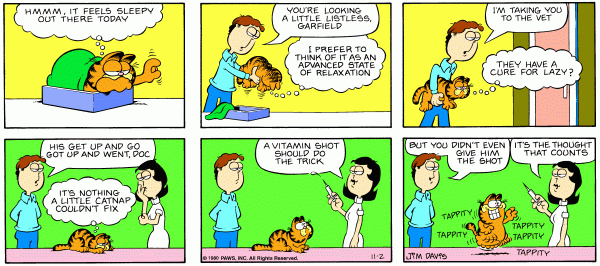 HMMM, IT FEELS SLEEPY
OUT THERE TODAY
YOU'RE LOOKING
A LITTLE LISTLESS,
GARFIELD
I PREFER TO
THINK OF IT AS AN
ADVANCED STATE
OF RELAXATION
I'M TAKING YOU
TO THE VET
THEY HAVE A
CURE FOR LAZY?
HIS GET UP AND GO
GOT UP AND WENT, DOC
IT'S NOTHING
A LITTLE CATNAP
COULDN'T FIX
A VITAMIN SHOT
SHOULD DO
THE TRICK
© 1980 PAWS, INC. All Rights Reserved.
11-2
BUT YOU DIDN'T EVEN
GIVE HIM
THE SHOT
IT'S THE THOUGHT
THAT COUNTS
TAPPITY
TAPPITY
TAPPITY
TAPPITY
TAPPITY
TAPPITY
JIM DAVIS